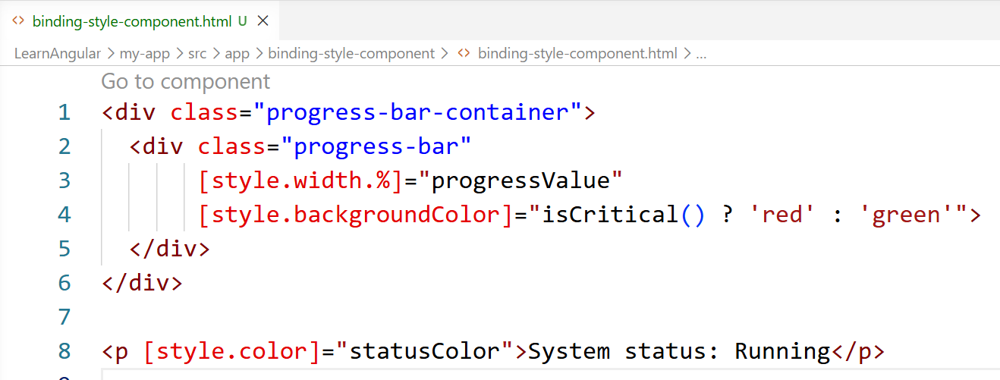 binding-style-component.html U
LearnAngular > my-app > src > app > binding-style-component > binding-style-component.html > ...
Go to component
1 <div class="progress-bar-container">
2   <div class="progress-bar"
3        [style.width.%]="progressValue"
4        [style.backgroundColor]="isCritical() ? 'red' : 'green'">
5   </div>
6 </div>
7
8 <p [style.color]="statusColor">System status: Running</p>